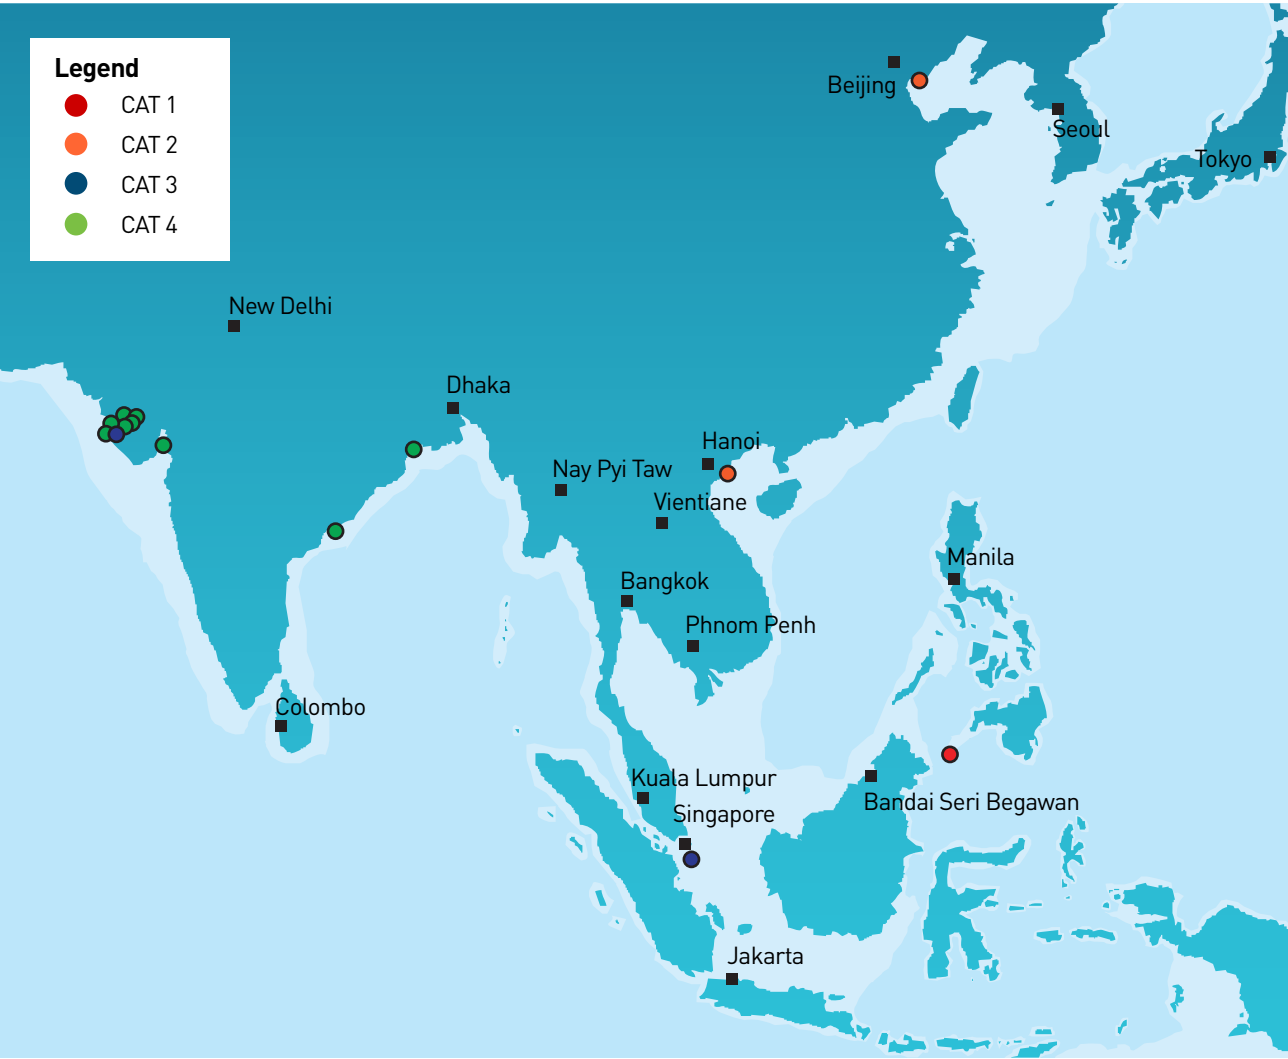 Legend
CAT 1
CAT 2
CAT 3
CAT 4
Beijing
Seoul
Tokyo
New Delhi
Dhaka
Hanoi
Nay Pyi Taw
Vientiane
Manila
Bangkok
Phnom Penh
Colombo
Kuala Lumpur
Singapore
Bandai Seri Begawan
Jakarta